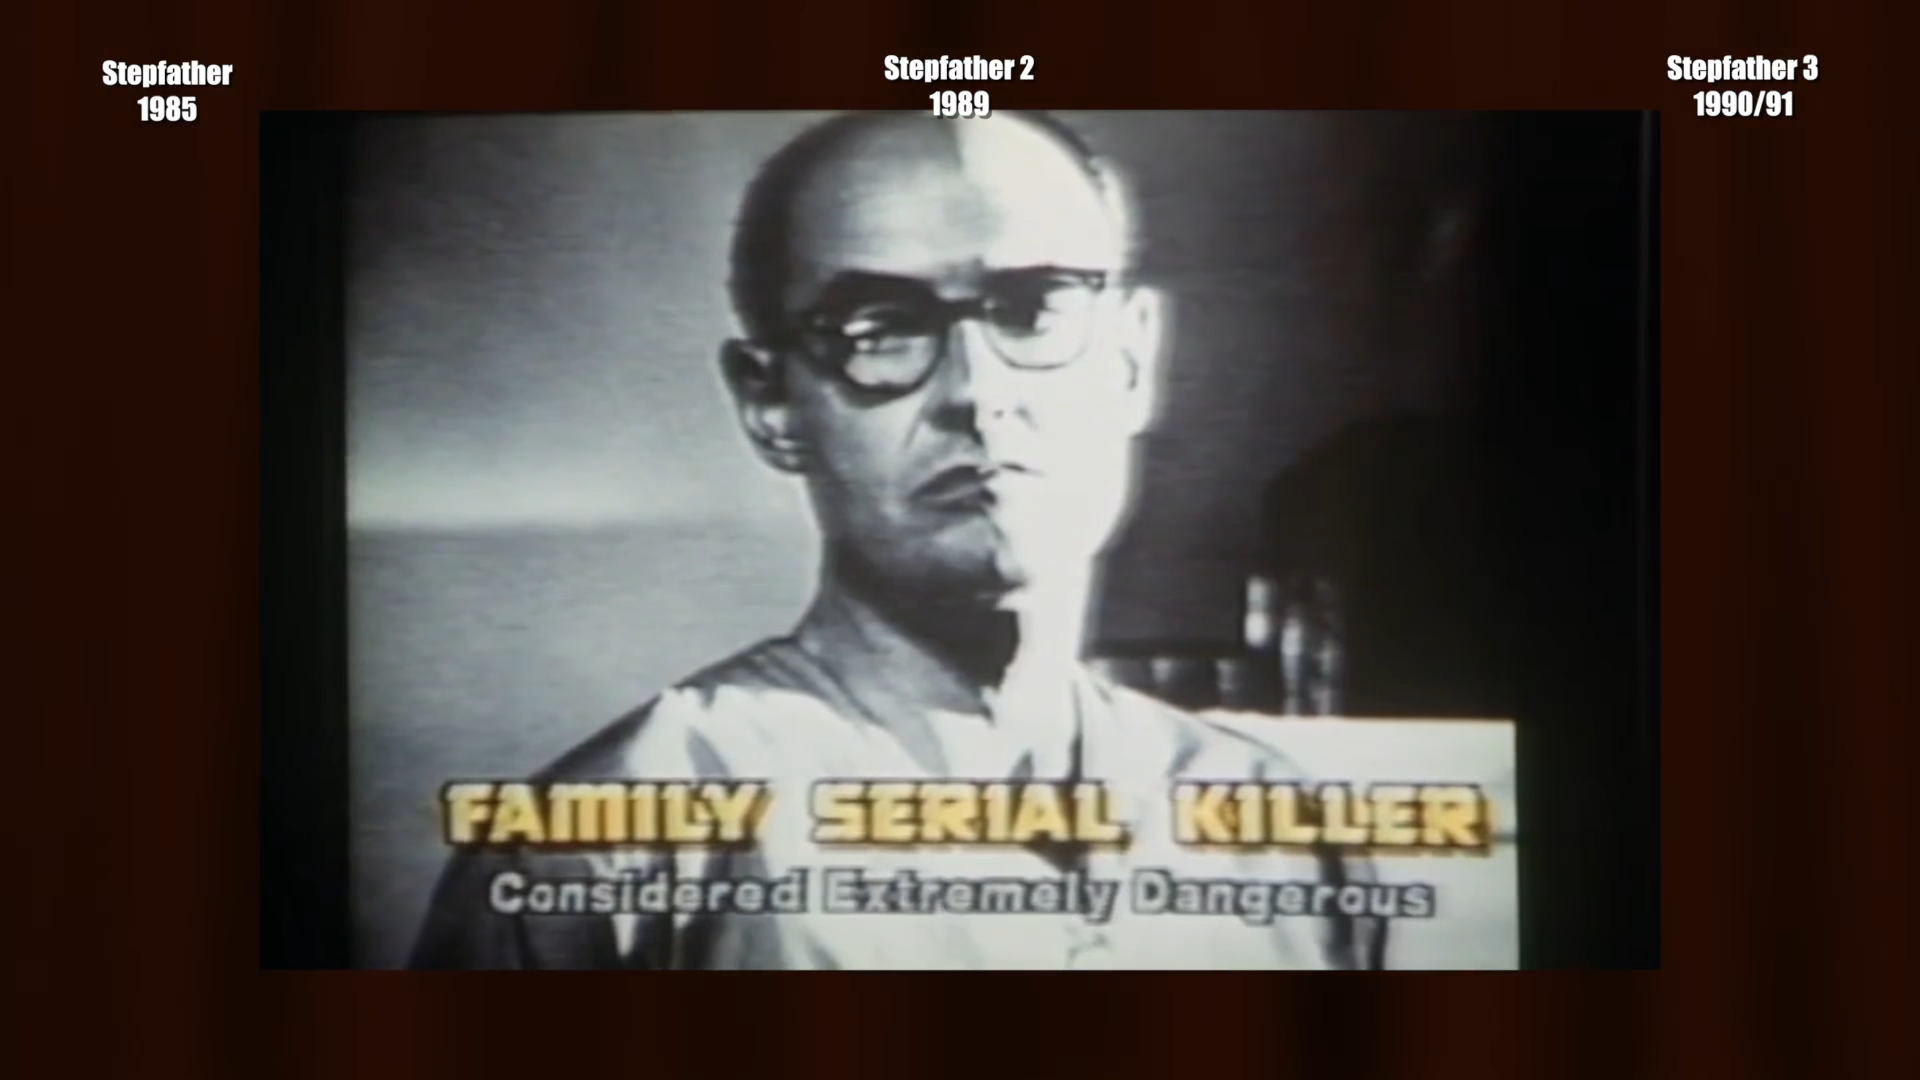 Stepfather
1985
Stepfather 2
1989
Stepfather 3
1990/91
FAMILY SERIAL KILLER
Considered Extremely Dangerous